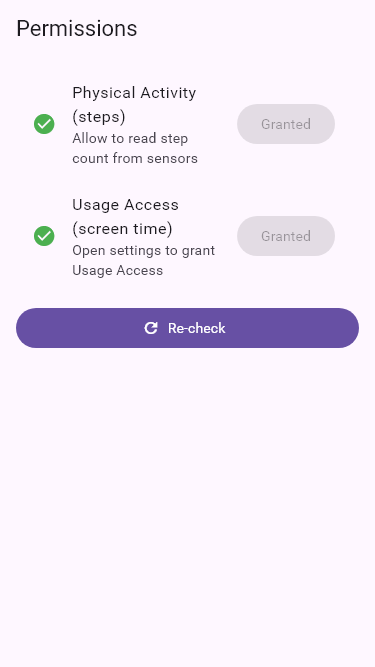 Permissions
Physical Activity
(steps)
Allow to read step
count from sensors
Granted
Usage Access
(screen time)
Open settings to grant
Usage Access
Granted
Re-check